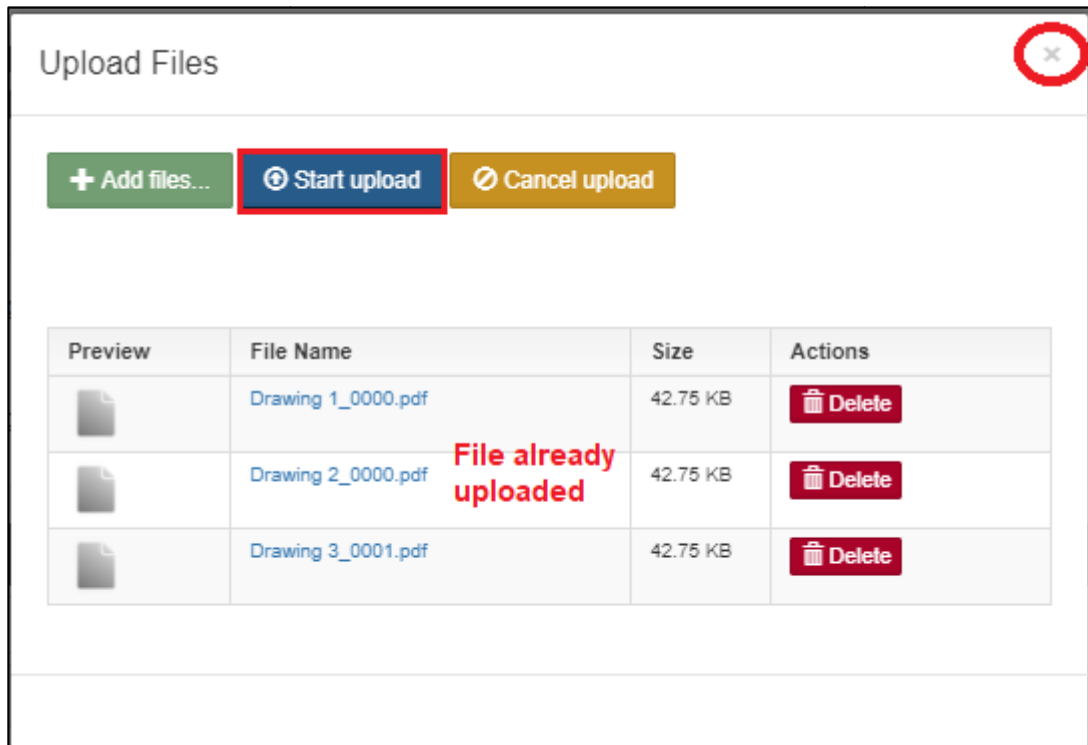 Upload Files ×
+ Add files... Start upload Cancel upload
Preview File Name Size Actions
Drawing 1_0000.pdf 42.75 KB Delete
Drawing 2_0000.pdf 42.75 KB Delete
File already
uploaded
Drawing 3_0001.pdf 42.75 KB Delete